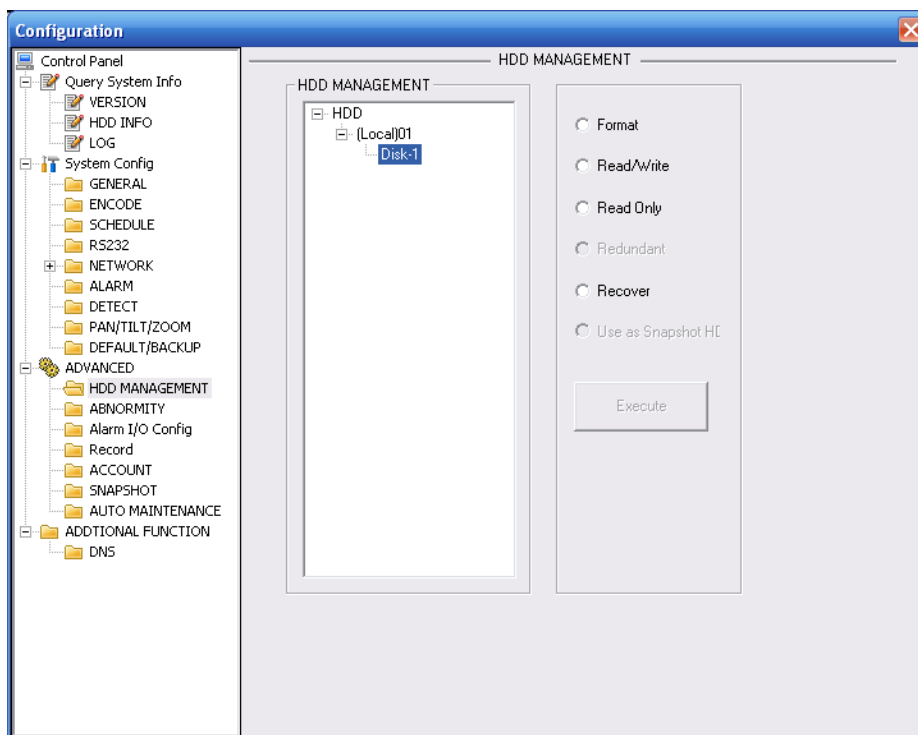 Configuration
Control Panel
Query System Info
VERSION
HDD INFO
LOG
System Config
GENERAL
ENCODE
SCHEDULE
RS232
NETWORK
ALARM
DETECT
PAN/TILT/ZOOM
DEFAULT/BACKUP
ADVANCED
HDD MANAGEMENT
ABNORMITY
Alarm I/O Config
Record
ACCOUNT
SNAPSHOT
AUTO MAINTENANCE
ADDTIONAL FUNCTION
DNS
HDD MANAGEMENT
HDD MANAGEMENT
HDD
(Local)01
Disk-1
Format
Read/Write
Read Only
Redundant
Recover
Use as Snapshot HD
Execute